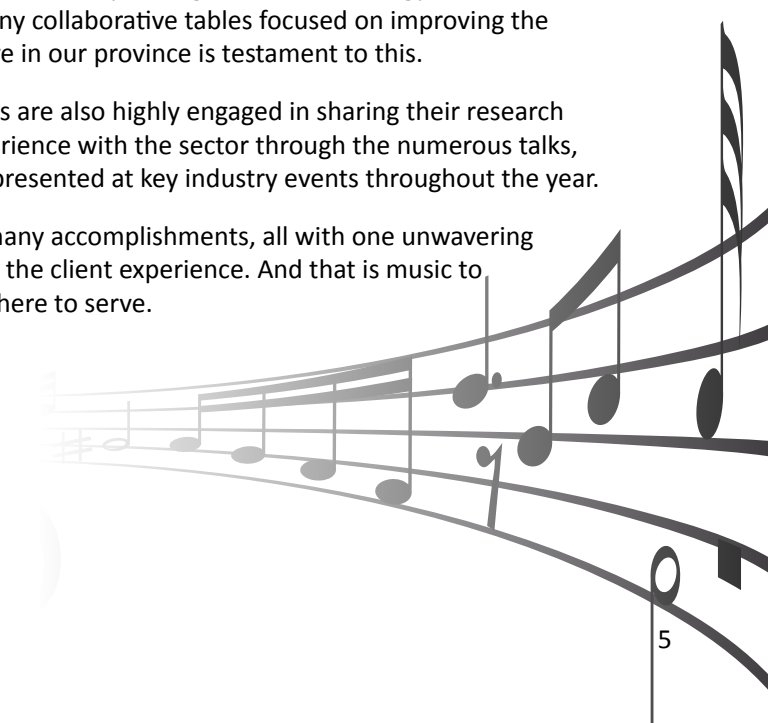 ny collaborative tables focused on improving the
e in our province is testament to this.
s are also highly engaged in sharing their research
rience with the sector through the numerous talks,
presented at key industry events throughout the year.
any accomplishments, all with one unwavering
the client experience. And that is music to
here to serve.
5